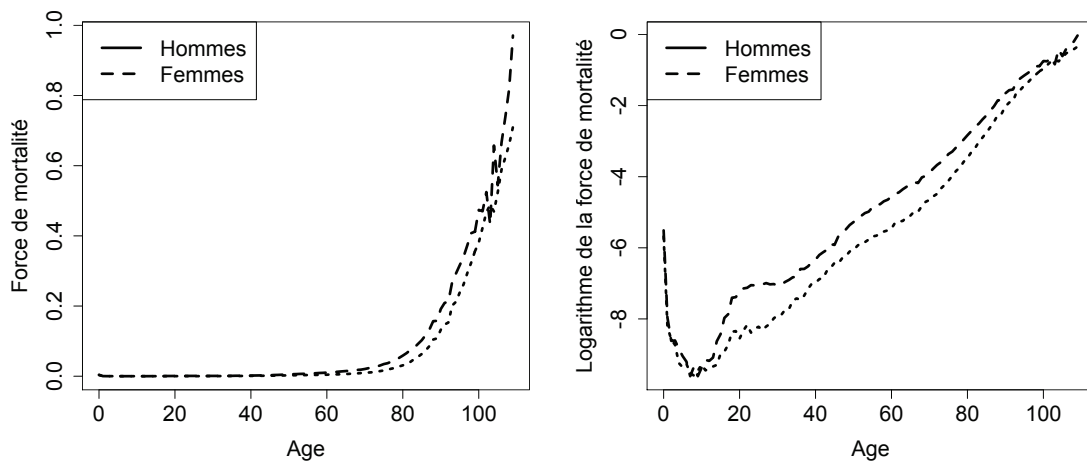 Force de mortalité
1.0
0.8
0.6
0.4
0.2
0.0
Hommes
Femmes
0 20 40 60 80 100
Age
Logarithme de la force de mortalité
0
-2
-4
-6
-8
Hommes
Femmes
0 20 40 60 80 100
Age